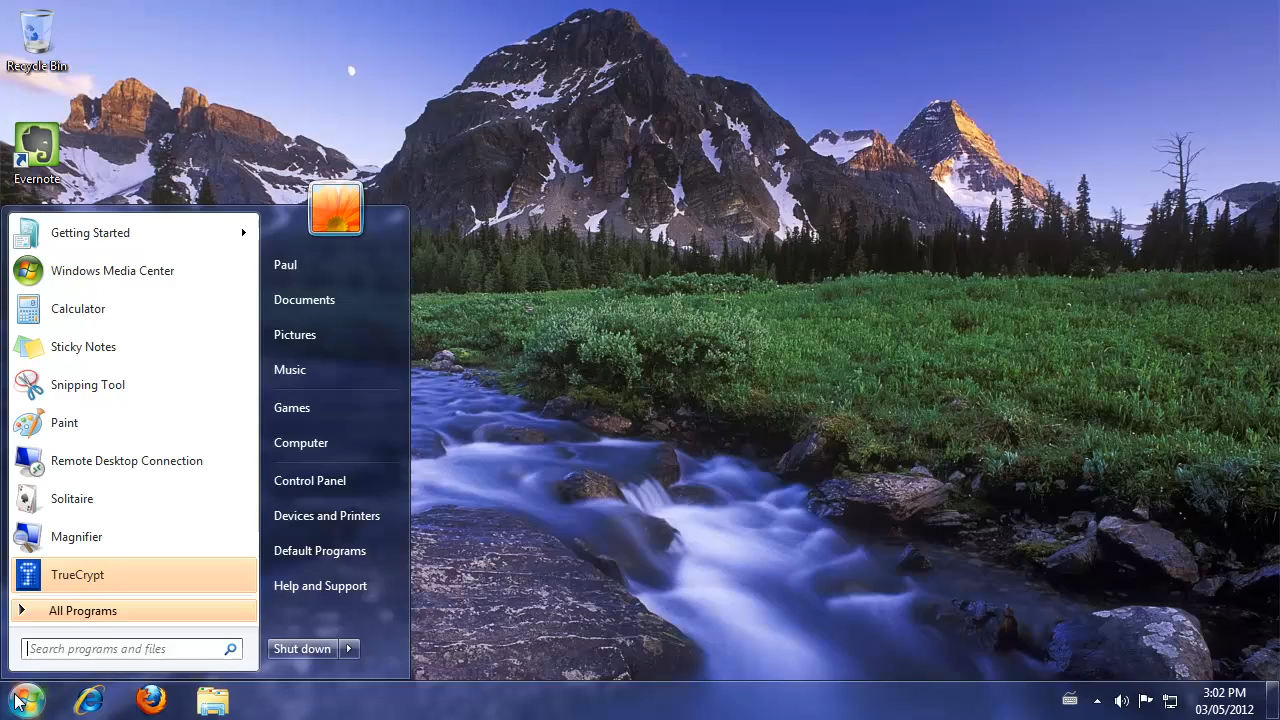 Recycle Bin
Evernote
Getting Started
Windows Media Center
Calculator
Sticky Notes
Snipping Tool
Paint
Remote Desktop Connection
Solitaire
Magnifier
TrueCrypt
All Programs
Search programs and files
Paul
Documents
Pictures
Music
Games
Computer
Control Panel
Devices and Printers
Default Programs
Help and Support
Shut down
3:02 PM
03/05/2012